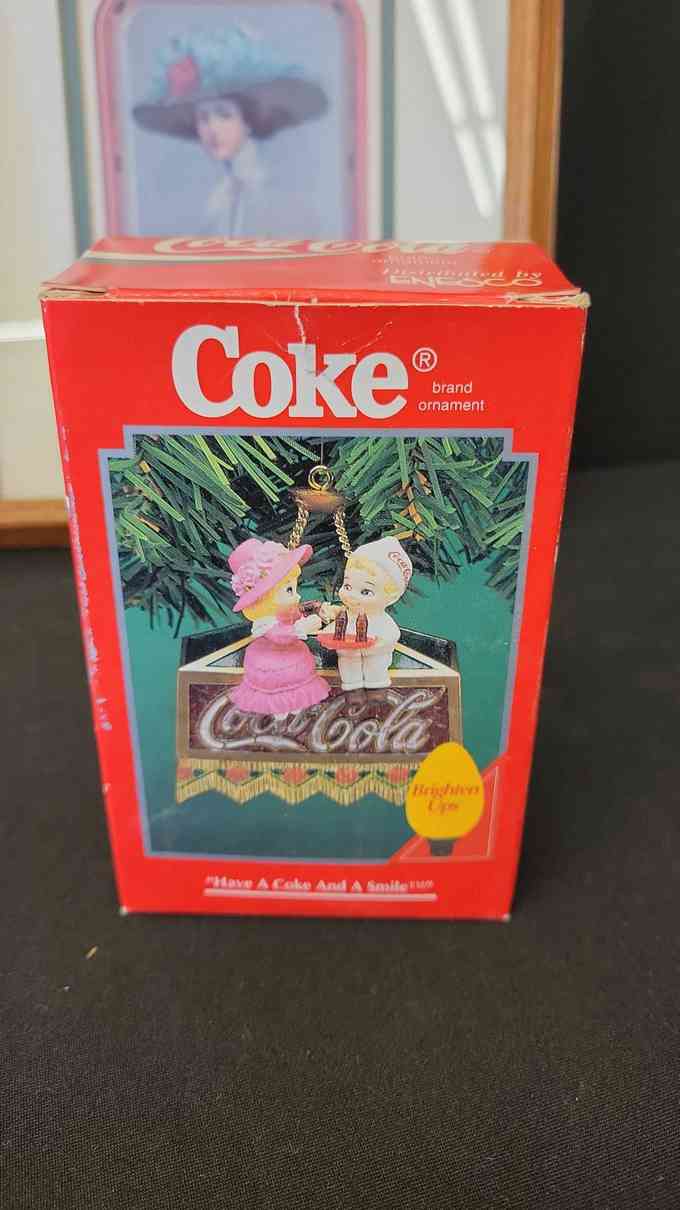 Coca-Cola
Distributed by
ENESCO
Coke®
brand
ornament
Coca-Cola
Coca-Cola
Brighten
Ups
"Have A Coke And A Smile"